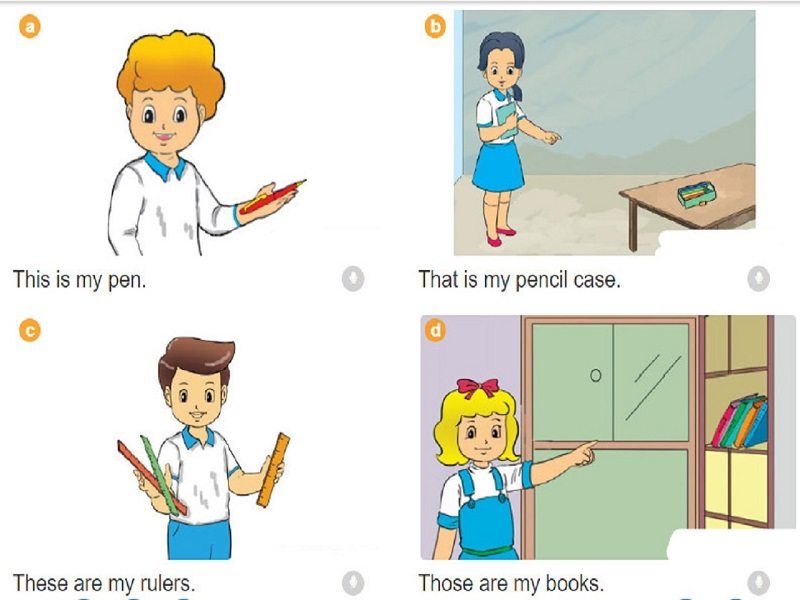 a
b
This is my pen.
That is my pencil case.
c
d
These are my rulers.
Those are my books.